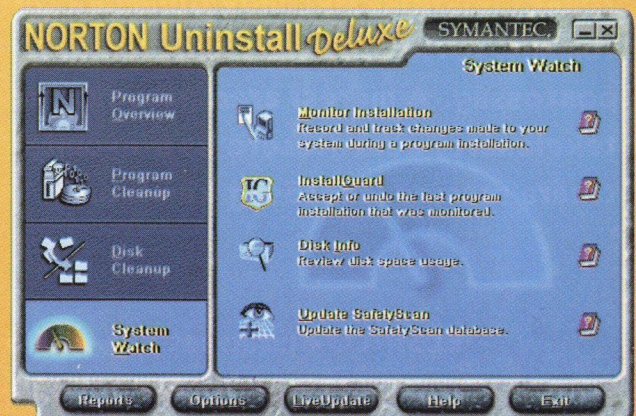 NORTON Uninstall Deluxe
SYMANTEC.
System Watch
Program
Overview
Program
Cleanup
Disk
Cleanup
System
Watch
Monitor Installation
Record and track changes made to your
system during a program installation.
InstallGuard
Accept or undo the last program
installation that was monitored.
Disk Info
Review disk space usage.
Update SafetyScan
Update the SafetyScan database.
Reports
Options
LiveUpdate
Help
Exit